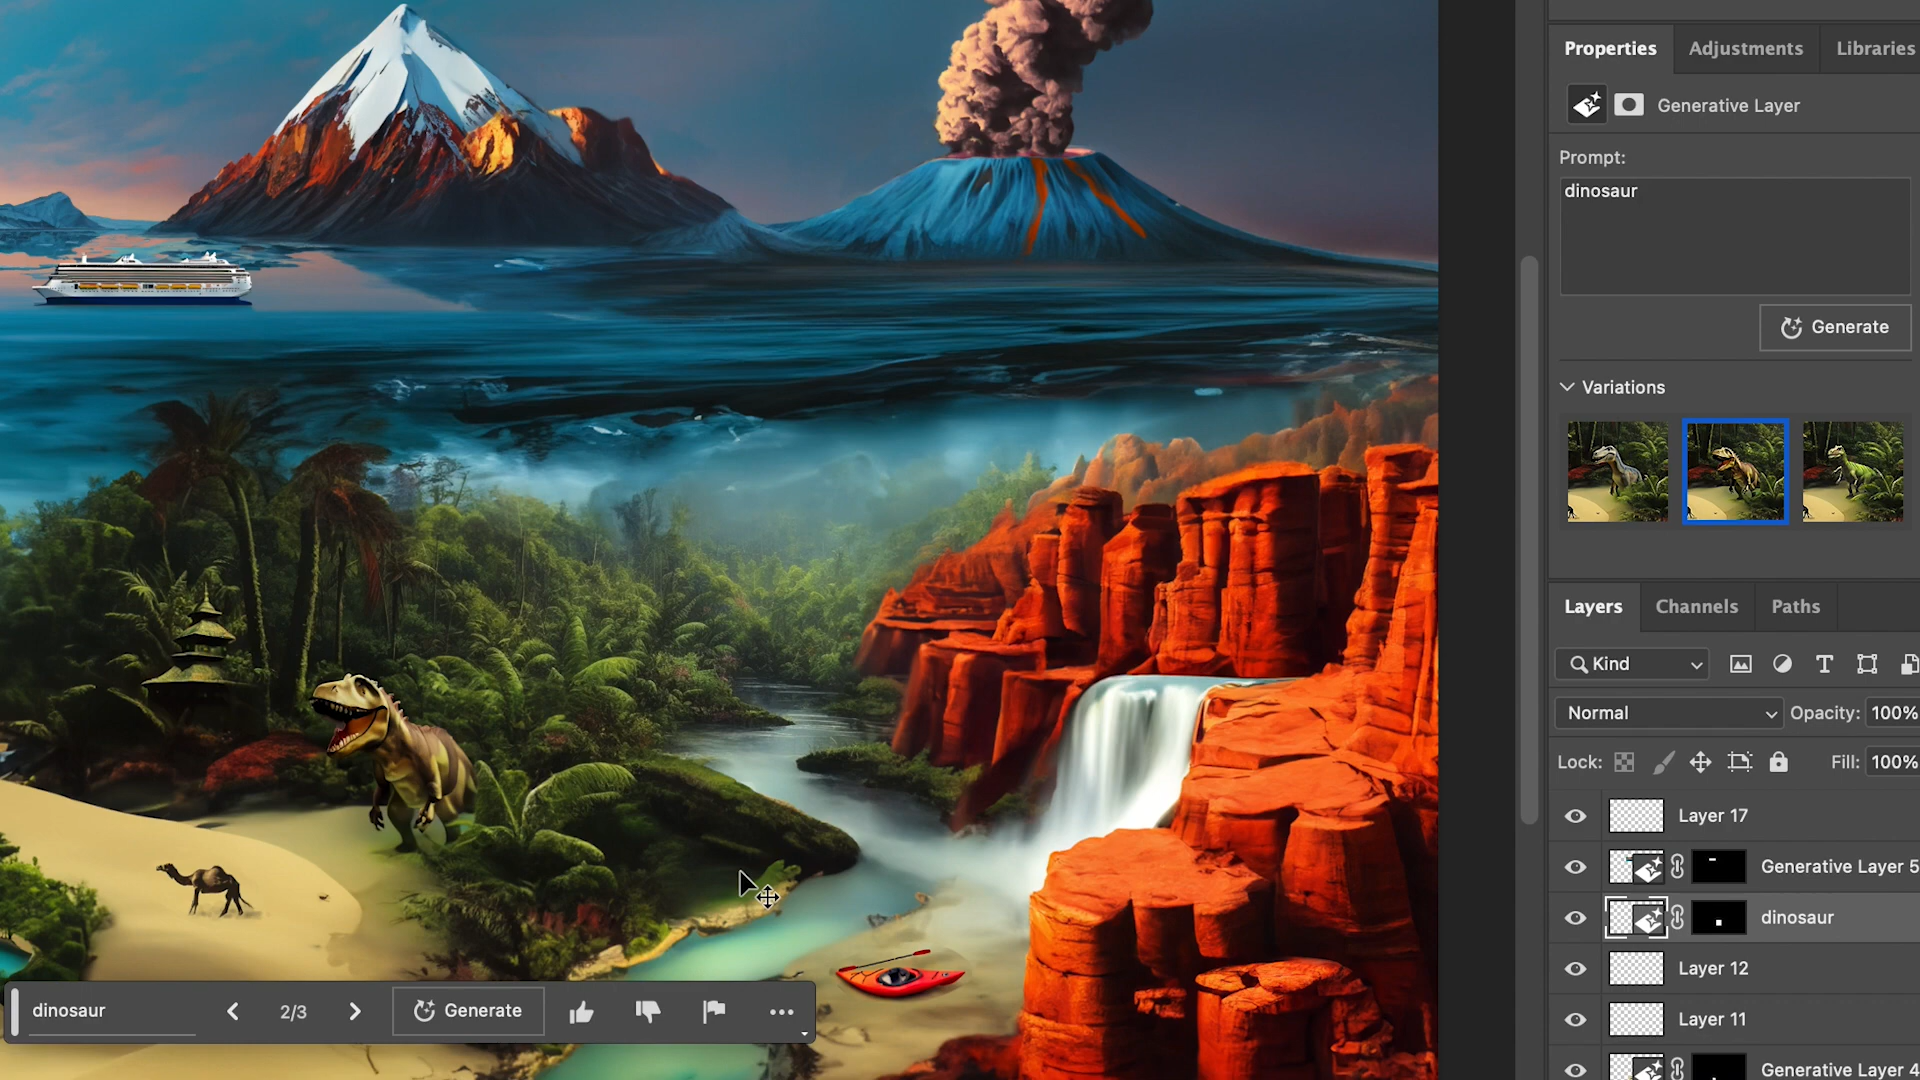 Properties
Adjustments
Libraries
Generative Layer
Prompt:
dinosaur
Generate
Variations
Layers
Channels
Paths
Kind
Normal
Opacity:
100%
Lock:
Fill:
100%
Layer 17
Generative Layer 5
dinosaur
Layer 12
Layer 11
Generative Layer 4
dinosaur
2/3
Generate